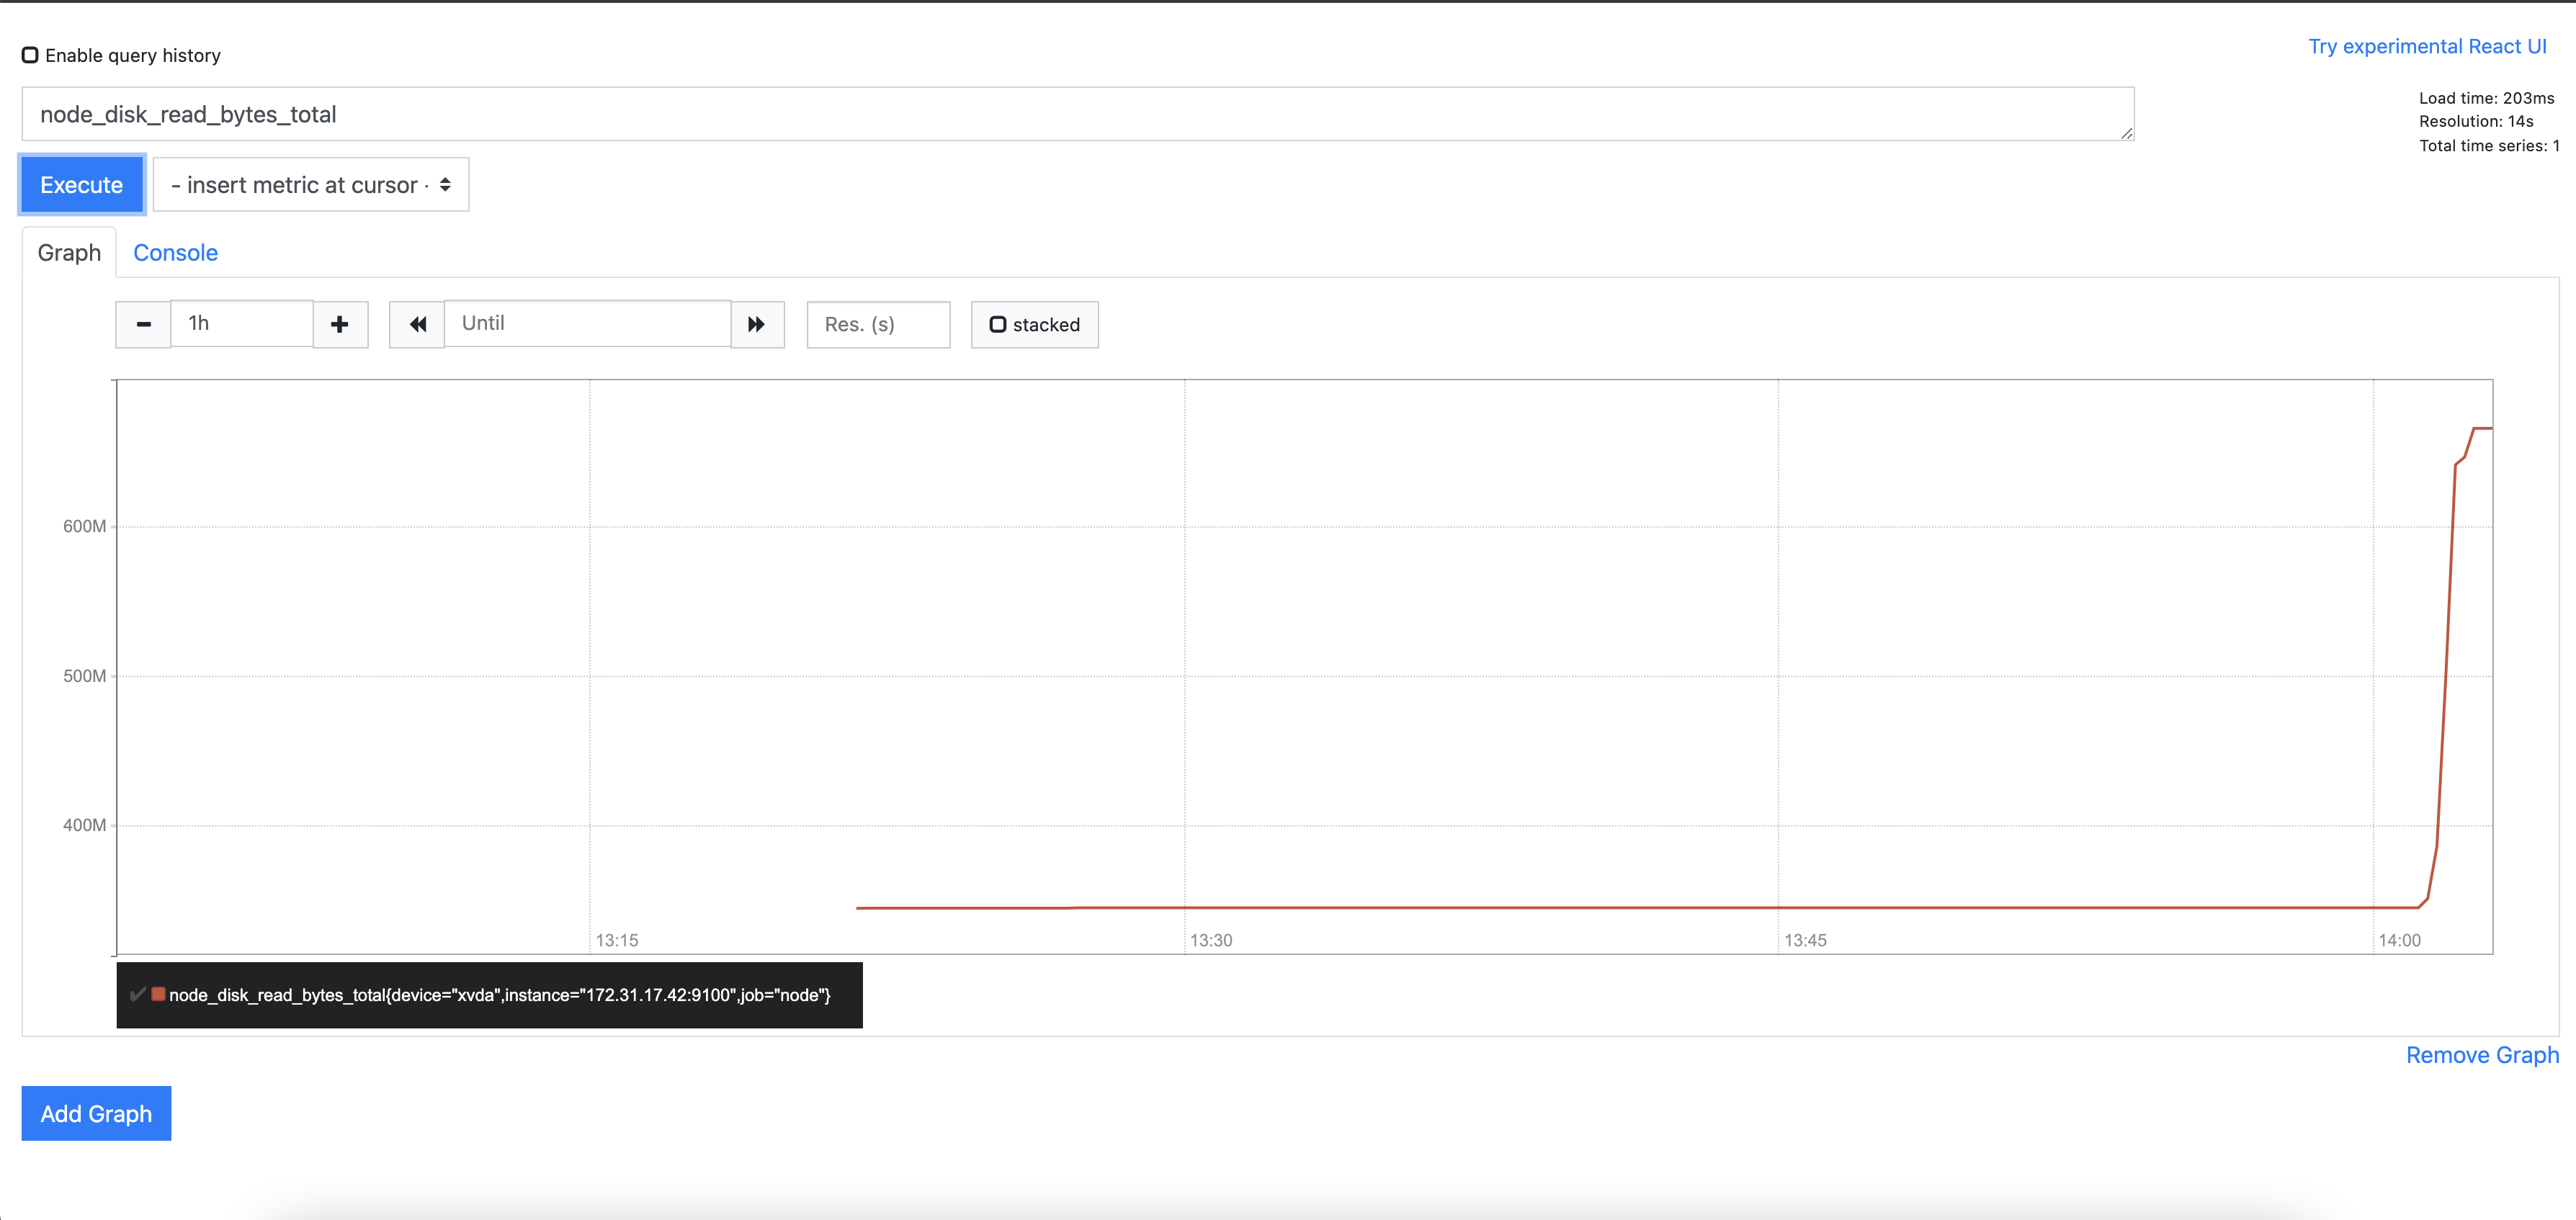 Enable query history
Try experimental React UI
node_disk_read_bytes_total
Load time: 203ms
Resolution: 14s
Total time series: 1
Execute
- insert metric at cursor -
Graph
Console
1h
Until
Res. (s)
stacked
600M
500M
400M
13:15
13:30
13:45
14:00
node_disk_read_bytes_total{device="xvda",instance="172.31.17.42:9100",job="node"}
Remove Graph
Add Graph